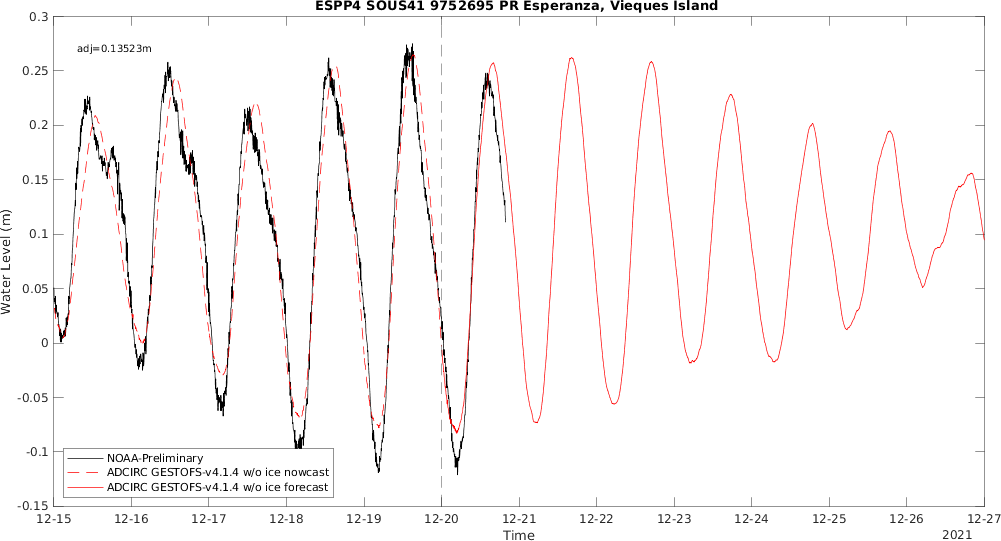 ESPP4 SOUS41 9752695 PR Esperanza, Vieques Island
0.3
adj=0.13523m
0.25
0.2
0.15
0.1
0.05
0
-0.05
-0.1
-0.15
Water Level (m)
NOAA-Preliminary
ADCIRC GESTOFS-v4.1.4 w/o ice nowcast
ADCIRC GESTOFS-v4.1.4 w/o ice forecast
12-15 12-16 12-17 12-18 12-19 12-20 12-21 12-22 12-23 12-24 12-25 12-26 12-27
Time
2021